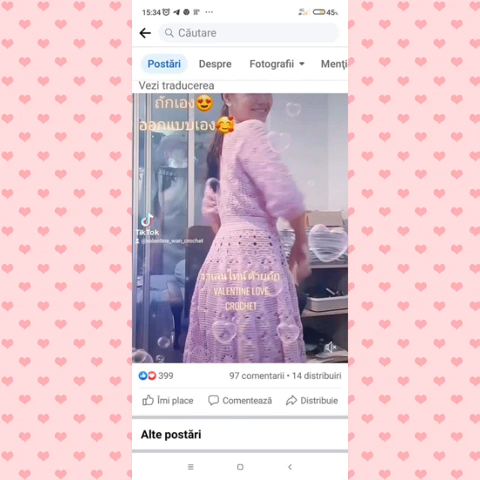 15:34
45%
Căutare
Postări Despre Fotografii
Vezi traducerea
ถักเอง😍
ออกแบบเอง🥰
TikTok
@valentine_wan_crochet
VALENTINE LOVE
CROCHET
399 97 comentarii • 14 distribuiri
Îmi place Comentează Distribuie
Alte postări